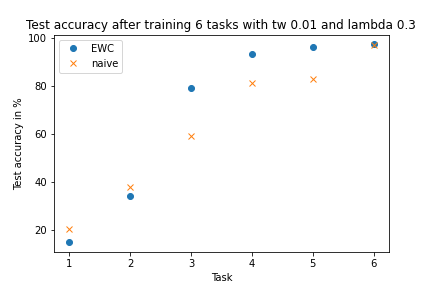 Test accuracy after training 6 tasks with tw 0.01 and lambda 0.3
EWC
naive
100
80
60
40
20
Test accuracy in %
1 2 3 4 5 6
Task